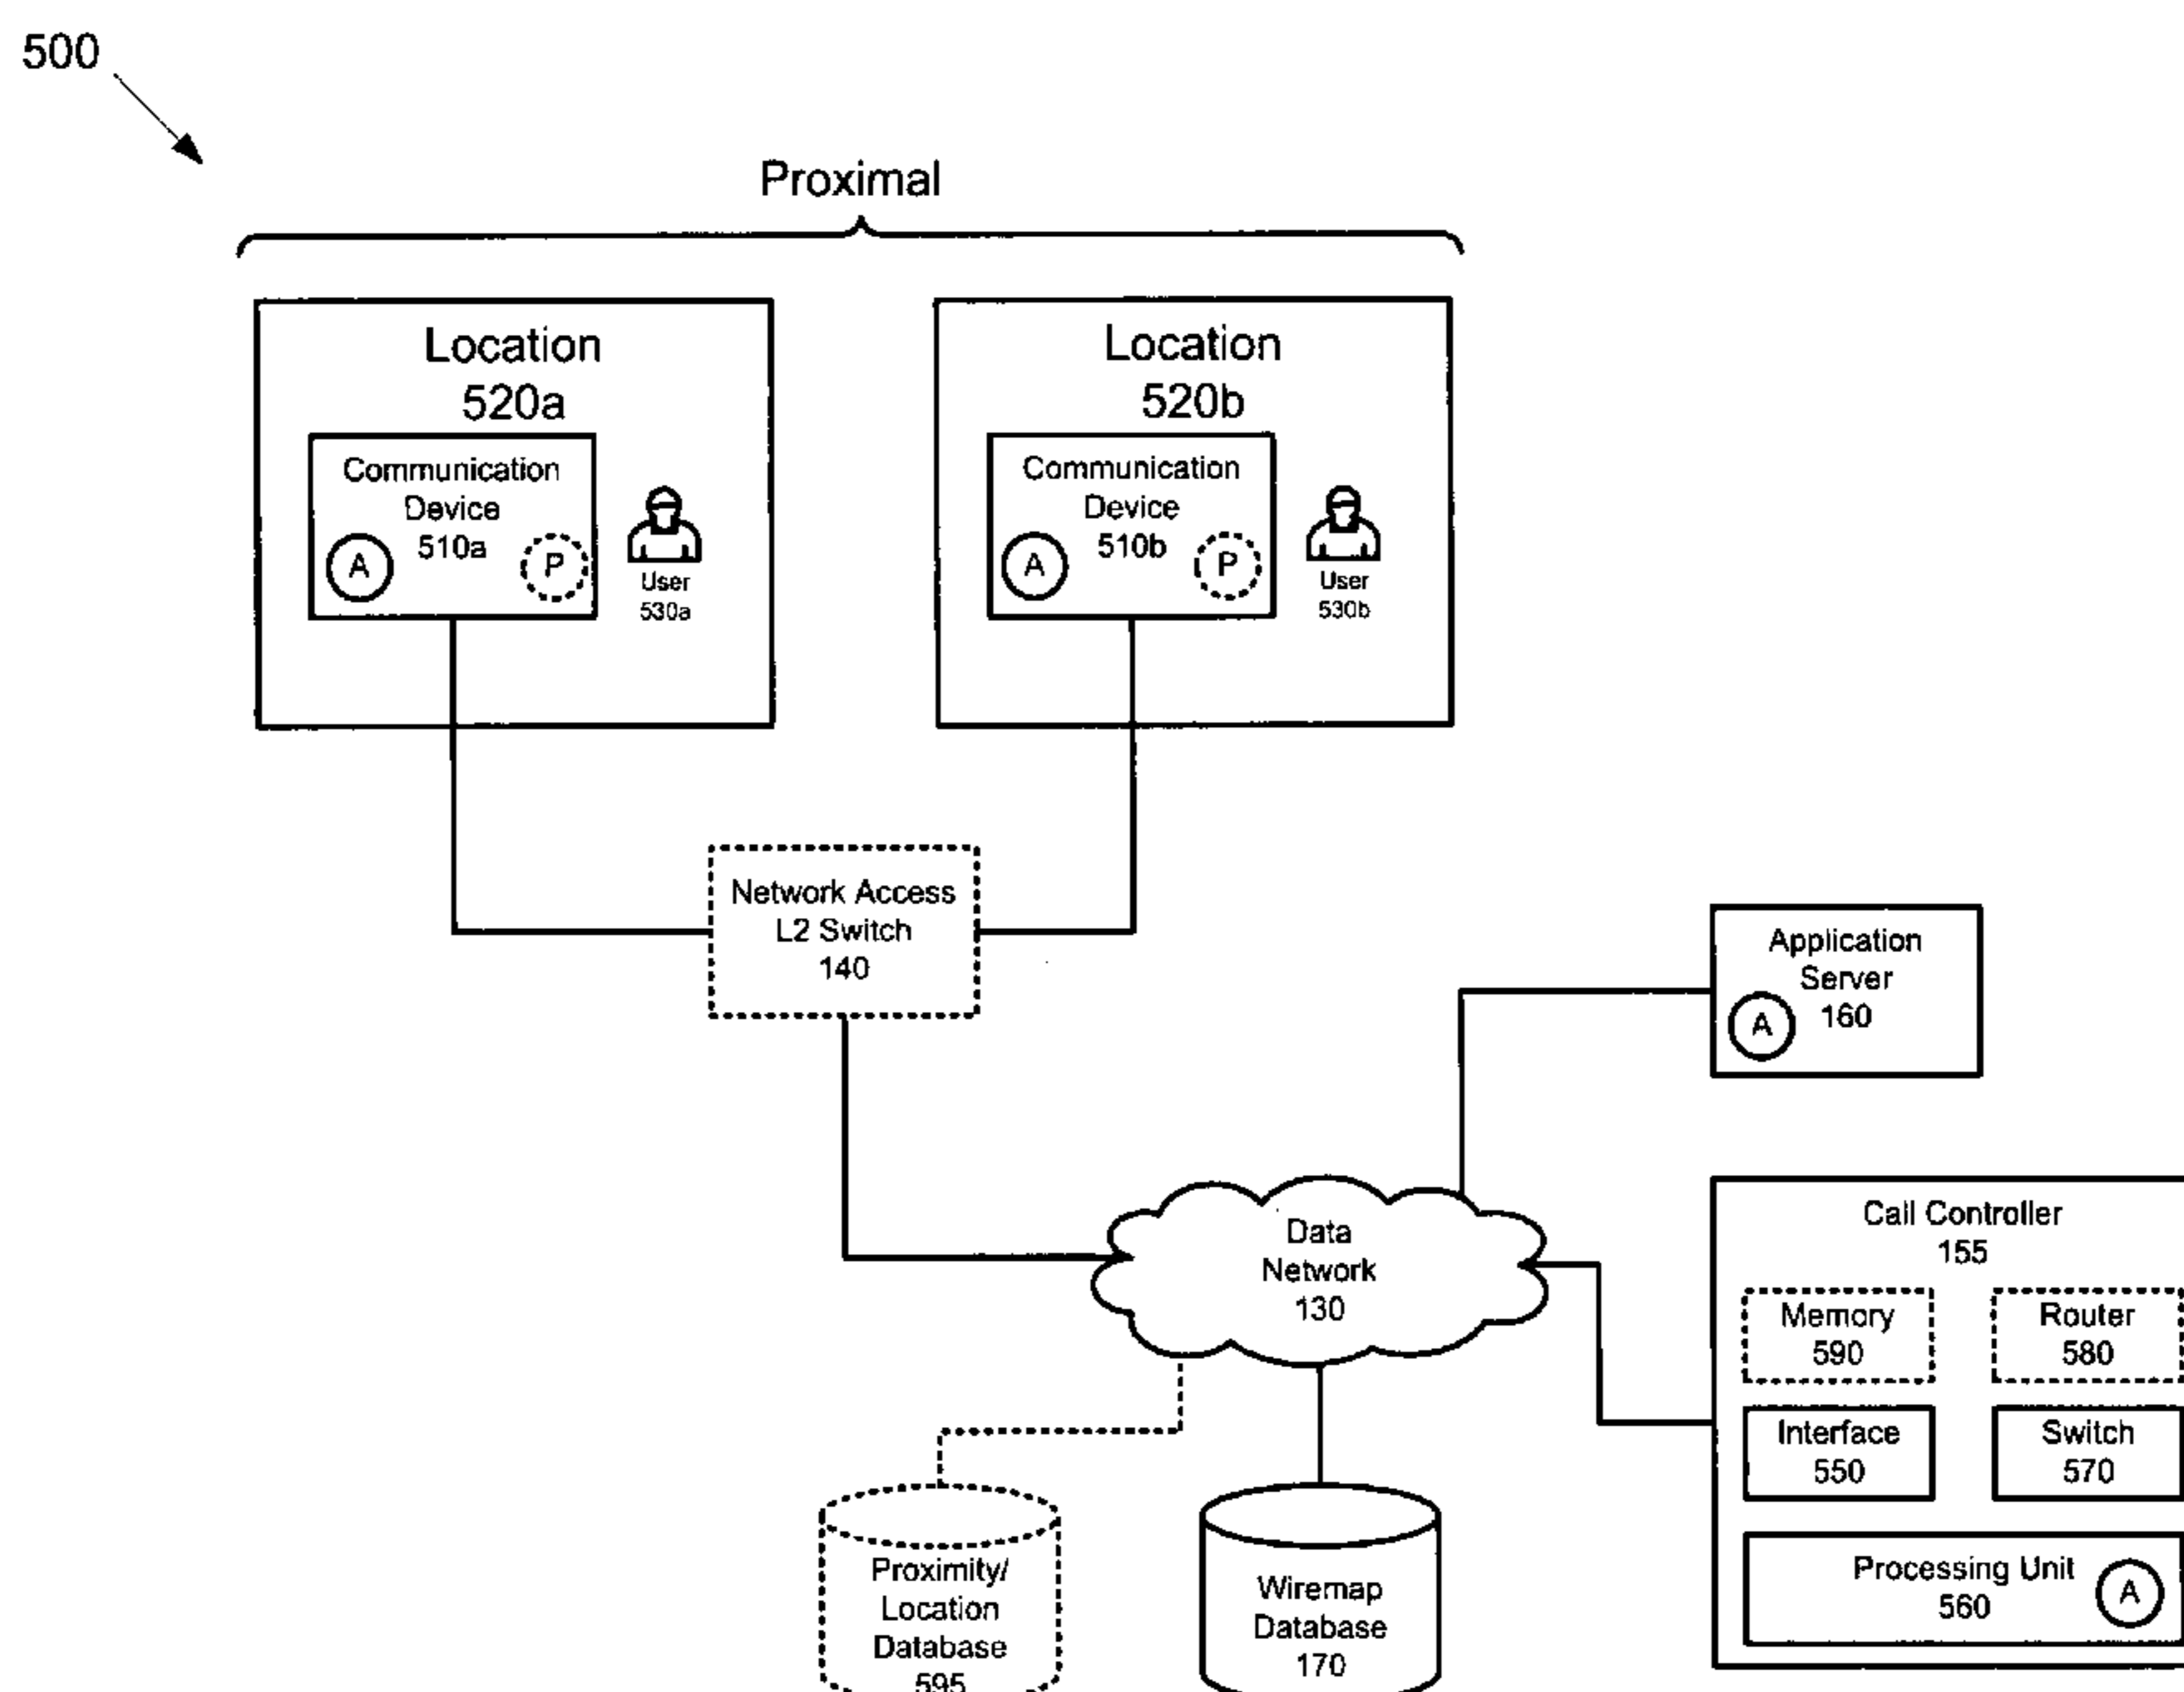 500
Proximal
Location
520a
Communication
Device
510a
A
P
User
530a
Location
520b
Communication
Device
510b
A
P
User
530b
Network Access
L2 Switch
140
Application
Server
160
A
Data
Network
130
Call Controller
155
Memory
590
Router
580
Interface
550
Switch
570
Processing Unit
560
A
Proximity/
Location
Database
595
Wiremap
Database
170